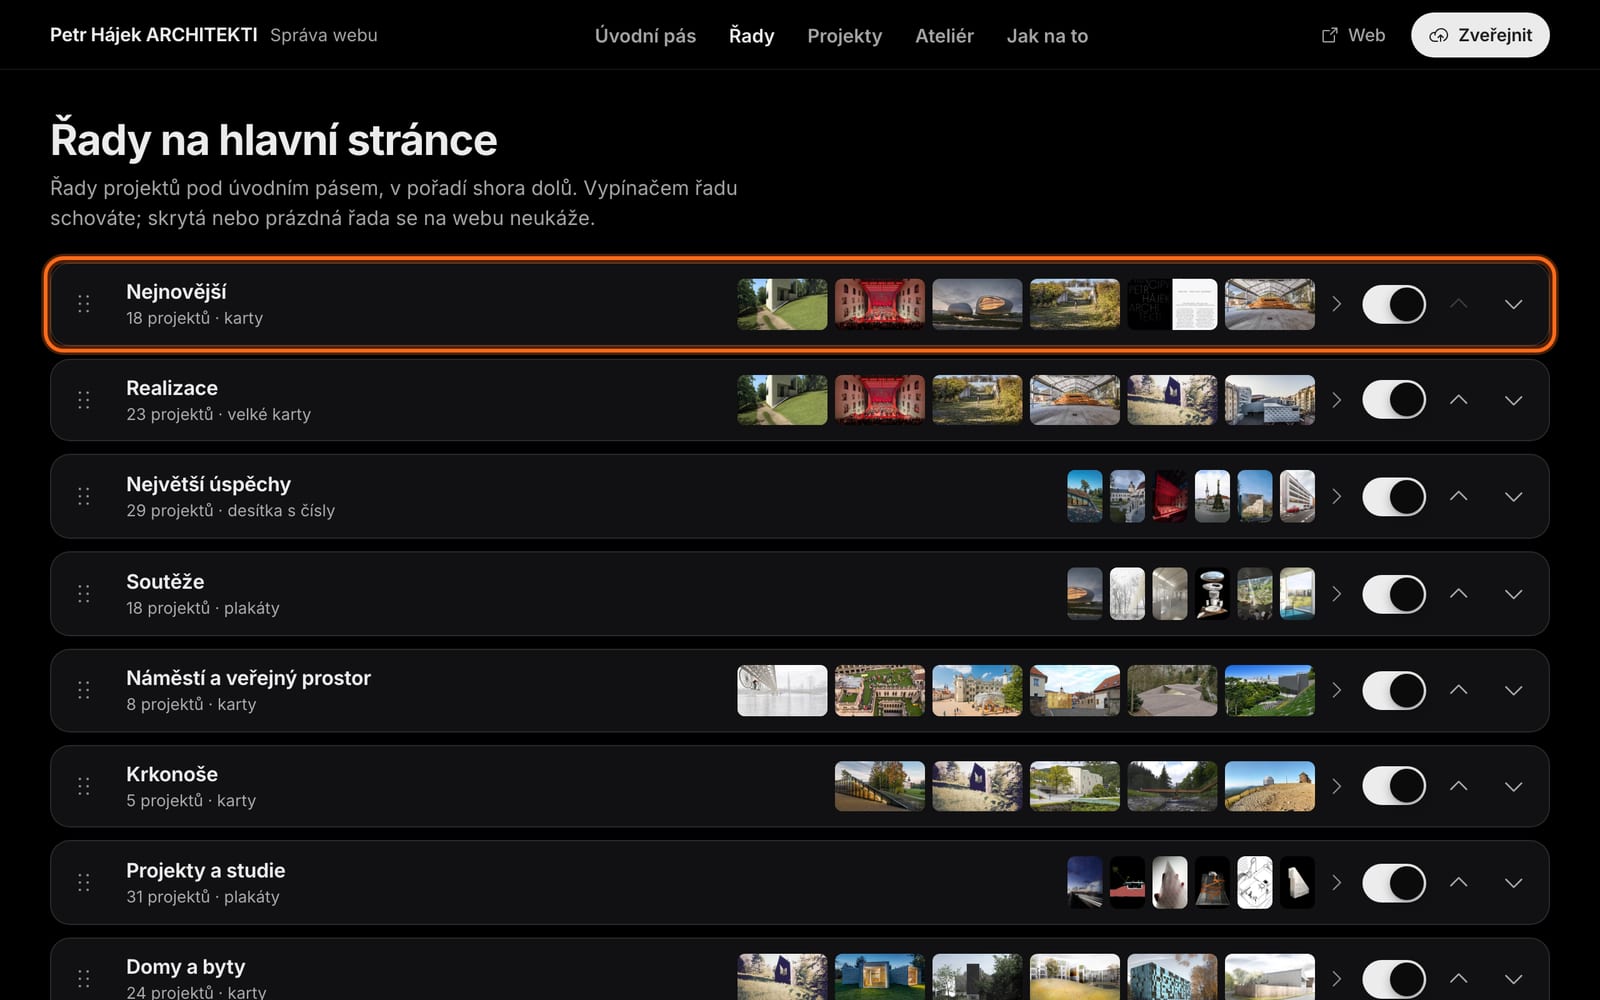 Petr Hájek ARCHITEKTI Správa webu
Úvodní pás
Řady
Projekty
Ateliér
Jak na to
Web
Zveřejnit
Řady na hlavní stránce
Řady projektů pod úvodním pásem, v pořadí shora dolů. Vypínačem řadu
schováte; skrytá nebo prázdná řada se na webu neukáže.
Nejnovější
18 projektů · karty
Realizace
23 projektů · velké karty
Největší úspěchy
29 projektů · desítka s čísly
Soutěže
18 projektů · plakáty
Náměstí a veřejný prostor
8 projektů · karty
Krkonoše
5 projektů · karty
Projekty a studie
31 projektů · plakáty
Domy a byty
24 projektů · karty